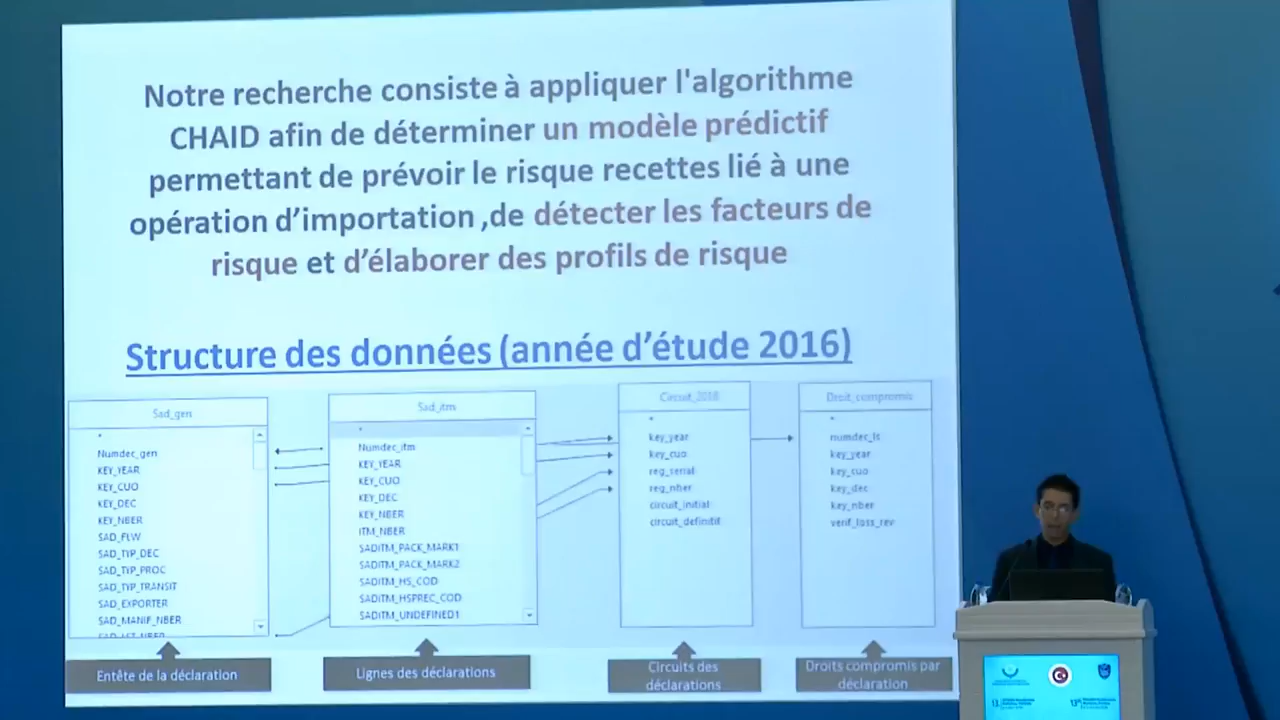 Notre recherche consiste à appliquer l'algorithme
CHAID afin de déterminer un modèle prédictif
permettant de prévoir le risque recettes lié à une
opération d'importation ,de détecter les facteurs de
risque et d'élaborer des profils de risque
Structure des données (année d'étude 2016)
Sad_gen
*
Numdec_gen
KEY_YEAR
KEY_CUO
KEY_DEC
KEY_NBER
SAD_FLW
SAD_TYP_DEC
SAD_TYP_PROC
SAD_TYP_TRANSIT
SAD_EXPORTER
SAD_MANIF_NBER
Entête de la déclaration
Sad_itm
*
Numdec_itm
KEY_YEAR
KEY_CUO
KEY_DEC
KEY_NBER
ITM_NBER
SADITM_PACK_MARK1
SADITM_PACK_MARK2
SADITM_HS_COD
SADITM_HSPREC_COD
SADITM_UNDEFINED1
Lignes des déclarations
Circuit_2016
*
key_year
key_cuo
reg_serial
reg_nber
circuit_initial
circuit_definitif
Circuits des
déclarations
Droit_compromis
*
numdec_ls
key_year
key_cuo
key_dec
key_nber
verif_loss_rev
Droits compromis par
déclaration